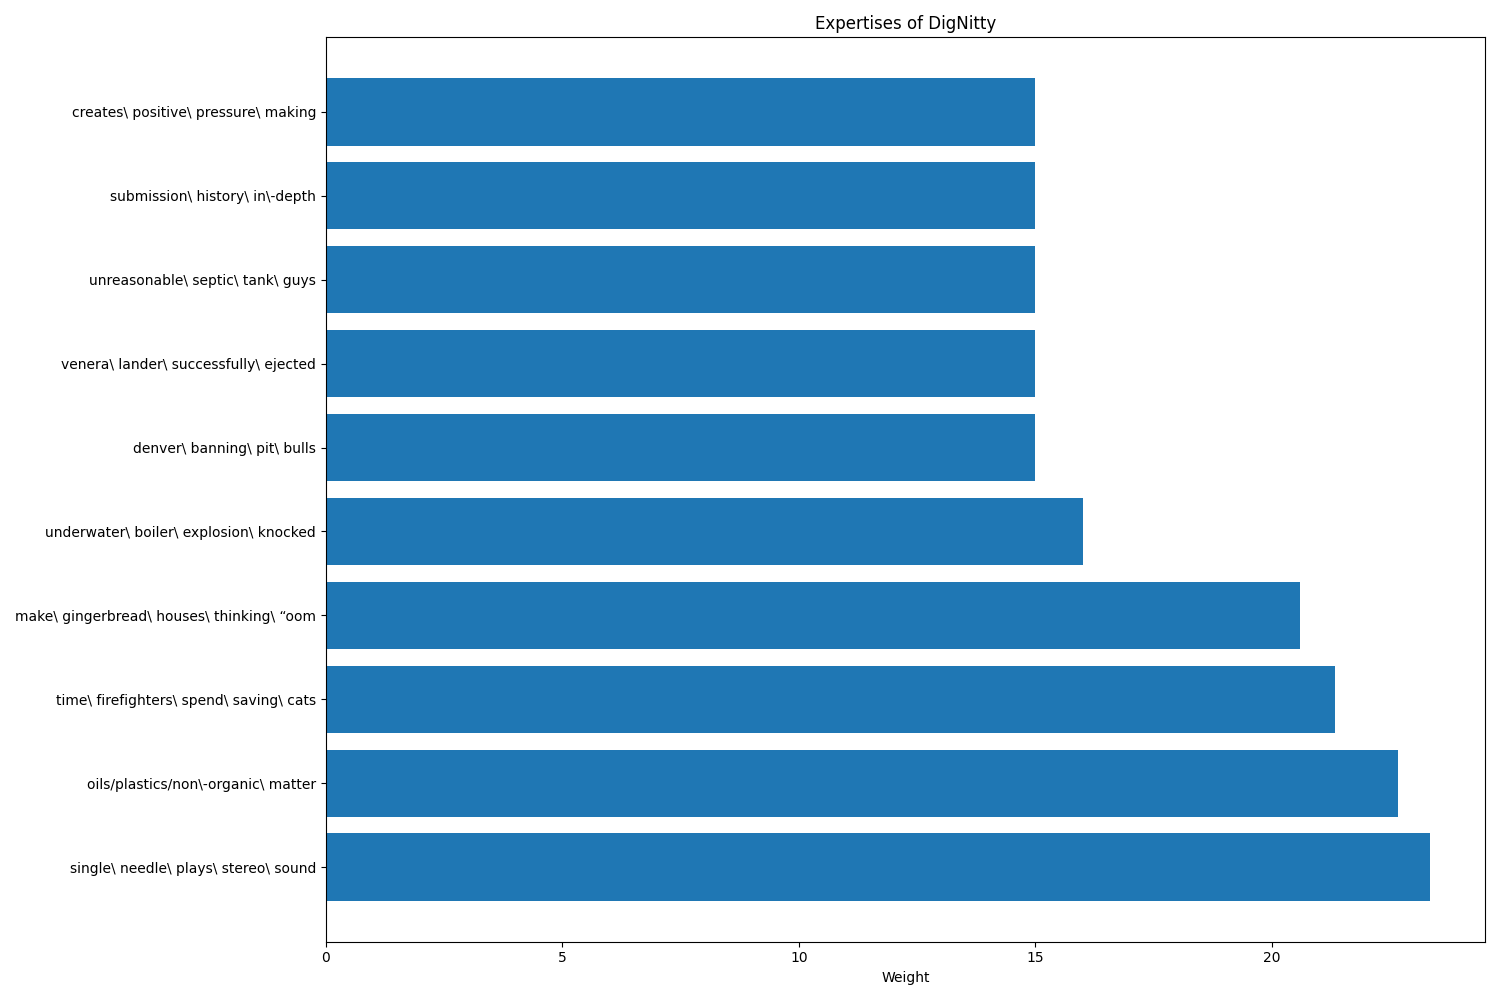 Expertises of DigNitty
creates\ positive\ pressure\ making
submission\ history\ in\-depth
unreasonable\ septic\ tank\ guys
venera\ lander\ successfully\ ejected
denver\ banning\ pit\ bulls
underwater\ boiler\ explosion\ knocked
make\ gingerbread\ houses\ thinking\ “oom
time\ firefighters\ spend\ saving\ cats
oils/plastics/non\-organic\ matter
single\ needle\ plays\ stereo\ sound
0 5 10 15 20
Weight